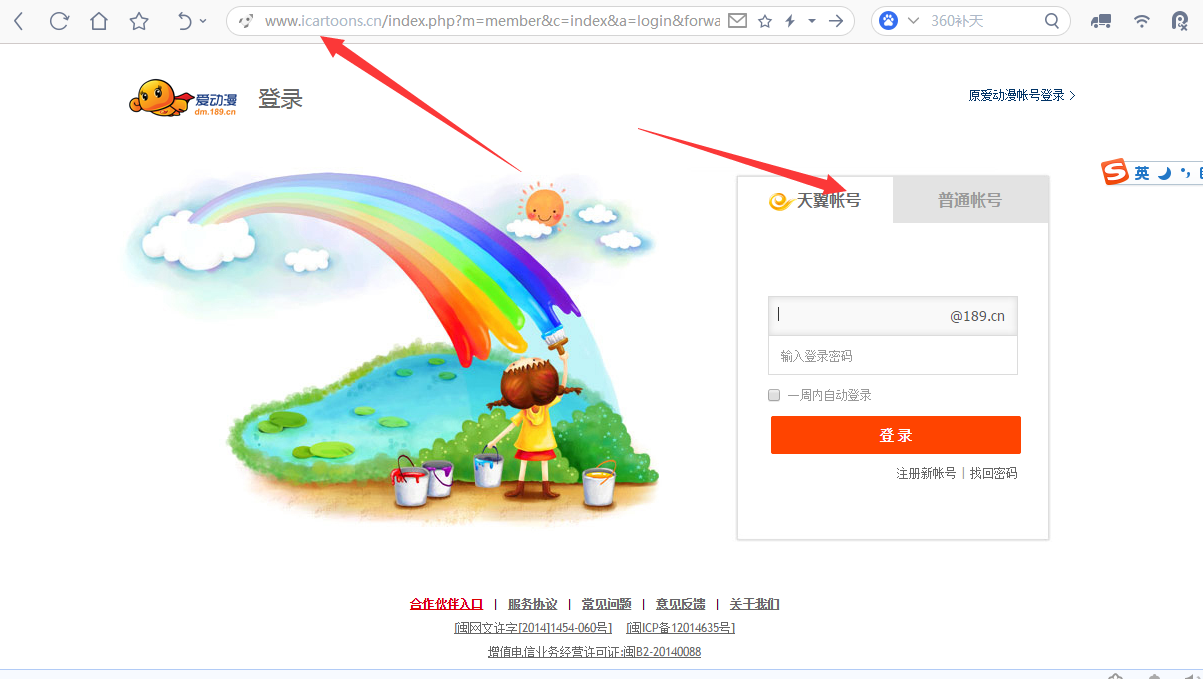 www.icartoons.cn/index.php?m=member&c=index&a=login&forwa
360补天
爱动漫
dm.189.cn
登录
原爱动漫帐号登录 >
英
天翼帐号
普通帐号
@189.cn
输入登录密码
一周内自动登录
登录
注册新帐号 | 找回密码
合作伙伴入口 | 服务协议 | 常见问题 | 意见反馈 | 关于我们
[闽网文许字[2014]1454-060号] [闽ICP备12014635号]
增值电信业务经营许可证:闽B2-20140088